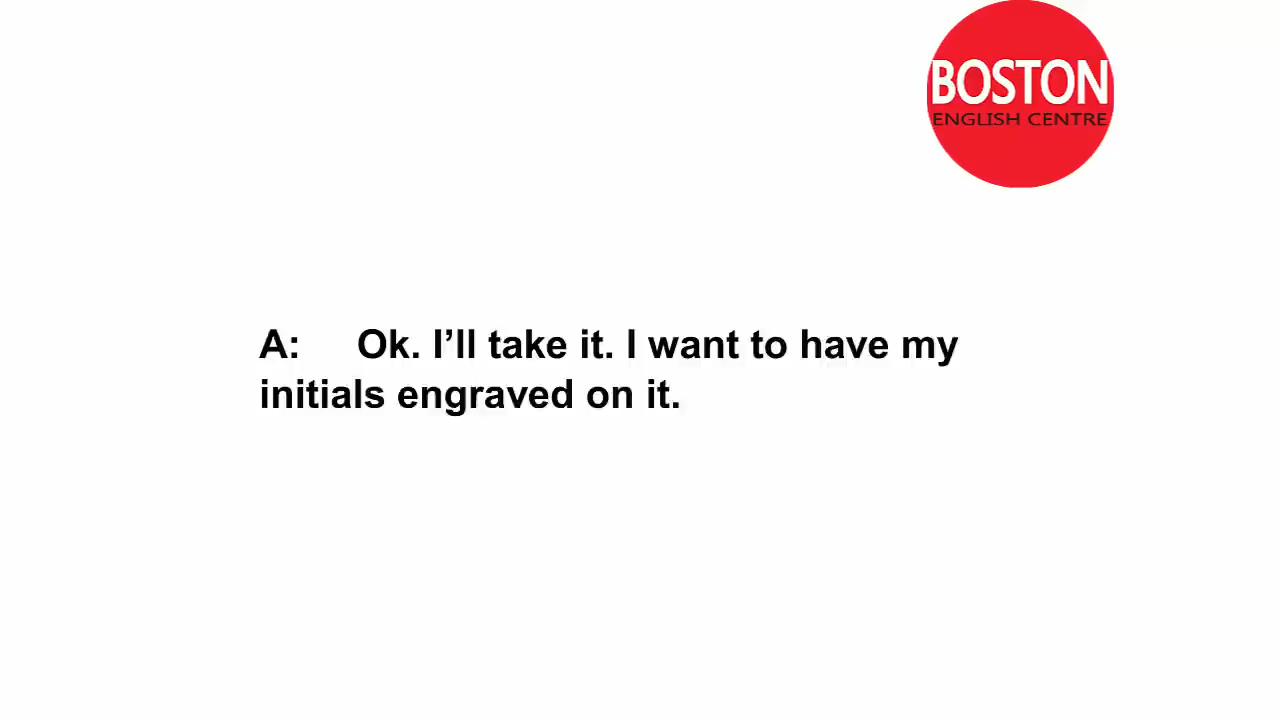 BOSTON
ENGLISH CENTRE
A: Ok. I’ll take it. I want to have my
initials engraved on it.